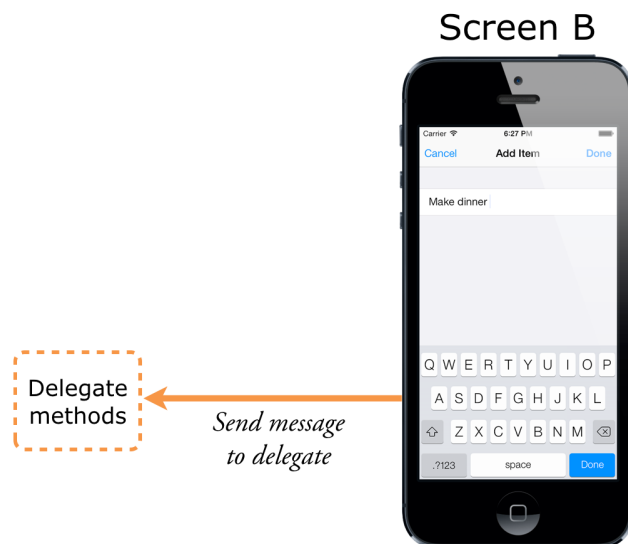 Screen B
Carrier 6:27 PM
Cancel Add Item Done
Make dinner
Q W E R T Y U I O P
A S D F G H J K L
Z X C V B N M
.?123 space Done
Delegate
methods
Send message
to delegate